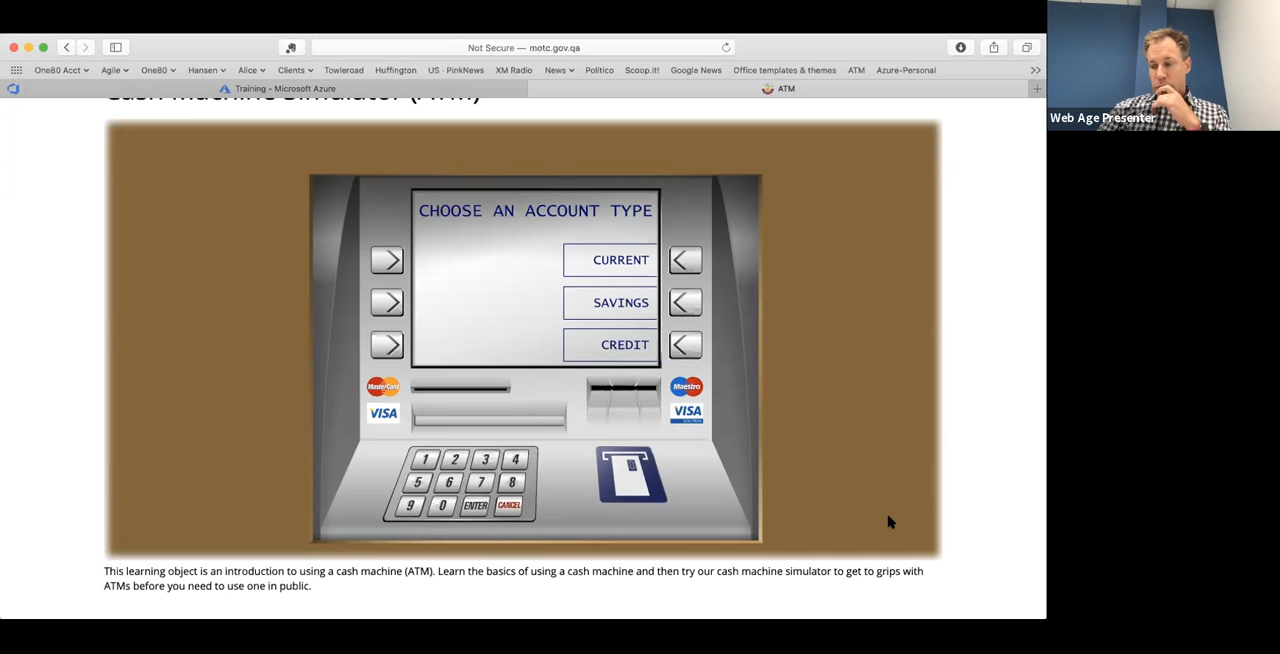 Not Secure — motc.gov.qa
One80 Acct Agile One80 Hansen Alice Clients Towleroad Huffington US · PinkNews XM Radio News Politico Scoop.it! Google News Office templates & themes ATM Azure-Personal
Training - Microsoft Azure ATM
Cash Machine Simulator (ATM)
Web Age Presenter
CHOOSE AN ACCOUNT TYPE
CURRENT
SAVINGS
CREDIT
MasterCard Maestro
VISA VISA
1 2 3 4
5 6 7 8
9 0 ENTER CANCEL
This learning object is an introduction to using a cash machine (ATM). Learn the basics of using a cash machine and then try our cash machine simulator to get to grips with
ATMs before you need to use one in public.